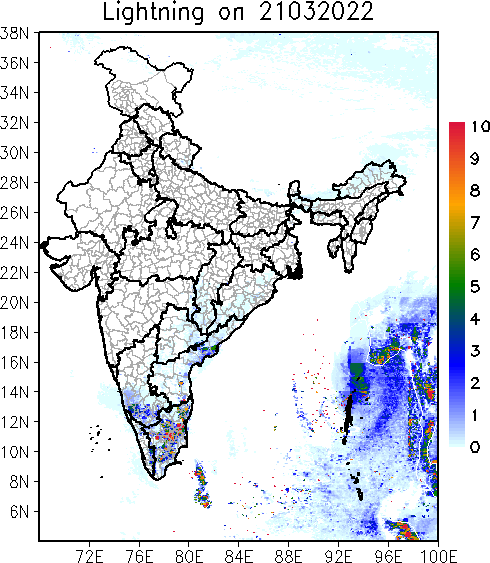 Lightning on 21032022
38N
36N
34N
32N
30N
28N
26N
24N
22N
20N
18N
16N
14N
12N
10N
8N
6N
72E 76E 80E 84E 88E 92E 96E 100E
10
9
8
7
6
5
4
3
2
1
0